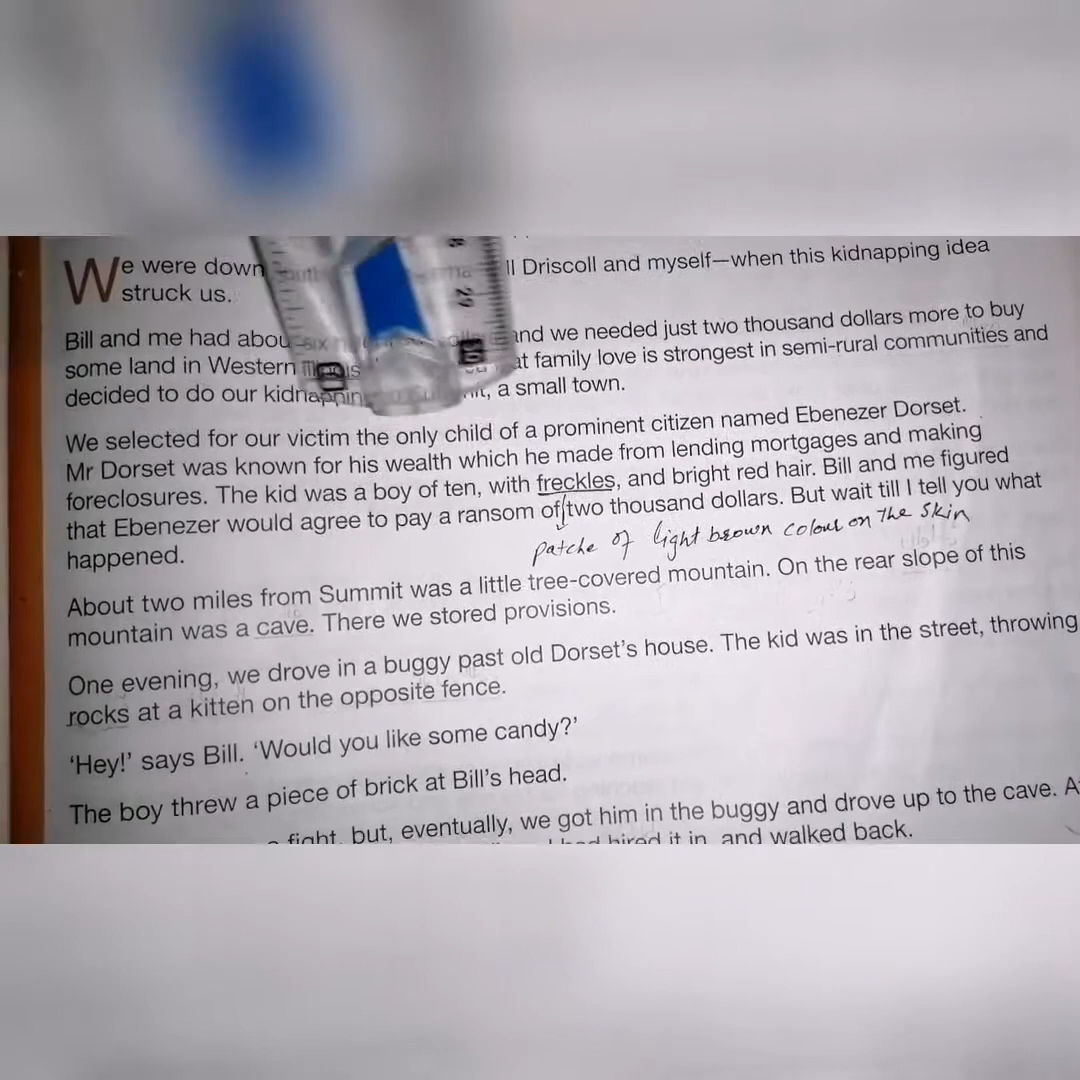 We were down South ll Driscoll and myself—when this kidnapping idea
struck us.
Bill and me had about six and we needed just two thousand dollars more to buy
some land in Western Illinois at family love is strongest in semi-rural communities and
decided to do our kidnapping a small town.
We selected for our victim the only child of a prominent citizen named Ebenezer Dorset.
Mr Dorset was known for his wealth which he made from lending mortgages and making
foreclosures. The kid was a boy of ten, with freckles, and bright red hair. Bill and me figured
that Ebenezer would agree to pay a ransom of two thousand dollars. But wait till I tell you what
happened.
patche of light brown colour on the skin
About two miles from Summit was a little tree-covered mountain. On the rear slope of this
mountain was a cave. There we stored provisions.
One evening, we drove in a buggy past old Dorset's house. The kid was in the street, throwing
rocks at a kitten on the opposite fence.
'Hey!' says Bill. 'Would you like some candy?'
The boy threw a piece of brick at Bill's head.
fight, but, eventually, we got him in the buggy and drove up to the cave. A
I had hired it in, and walked back.
29
30